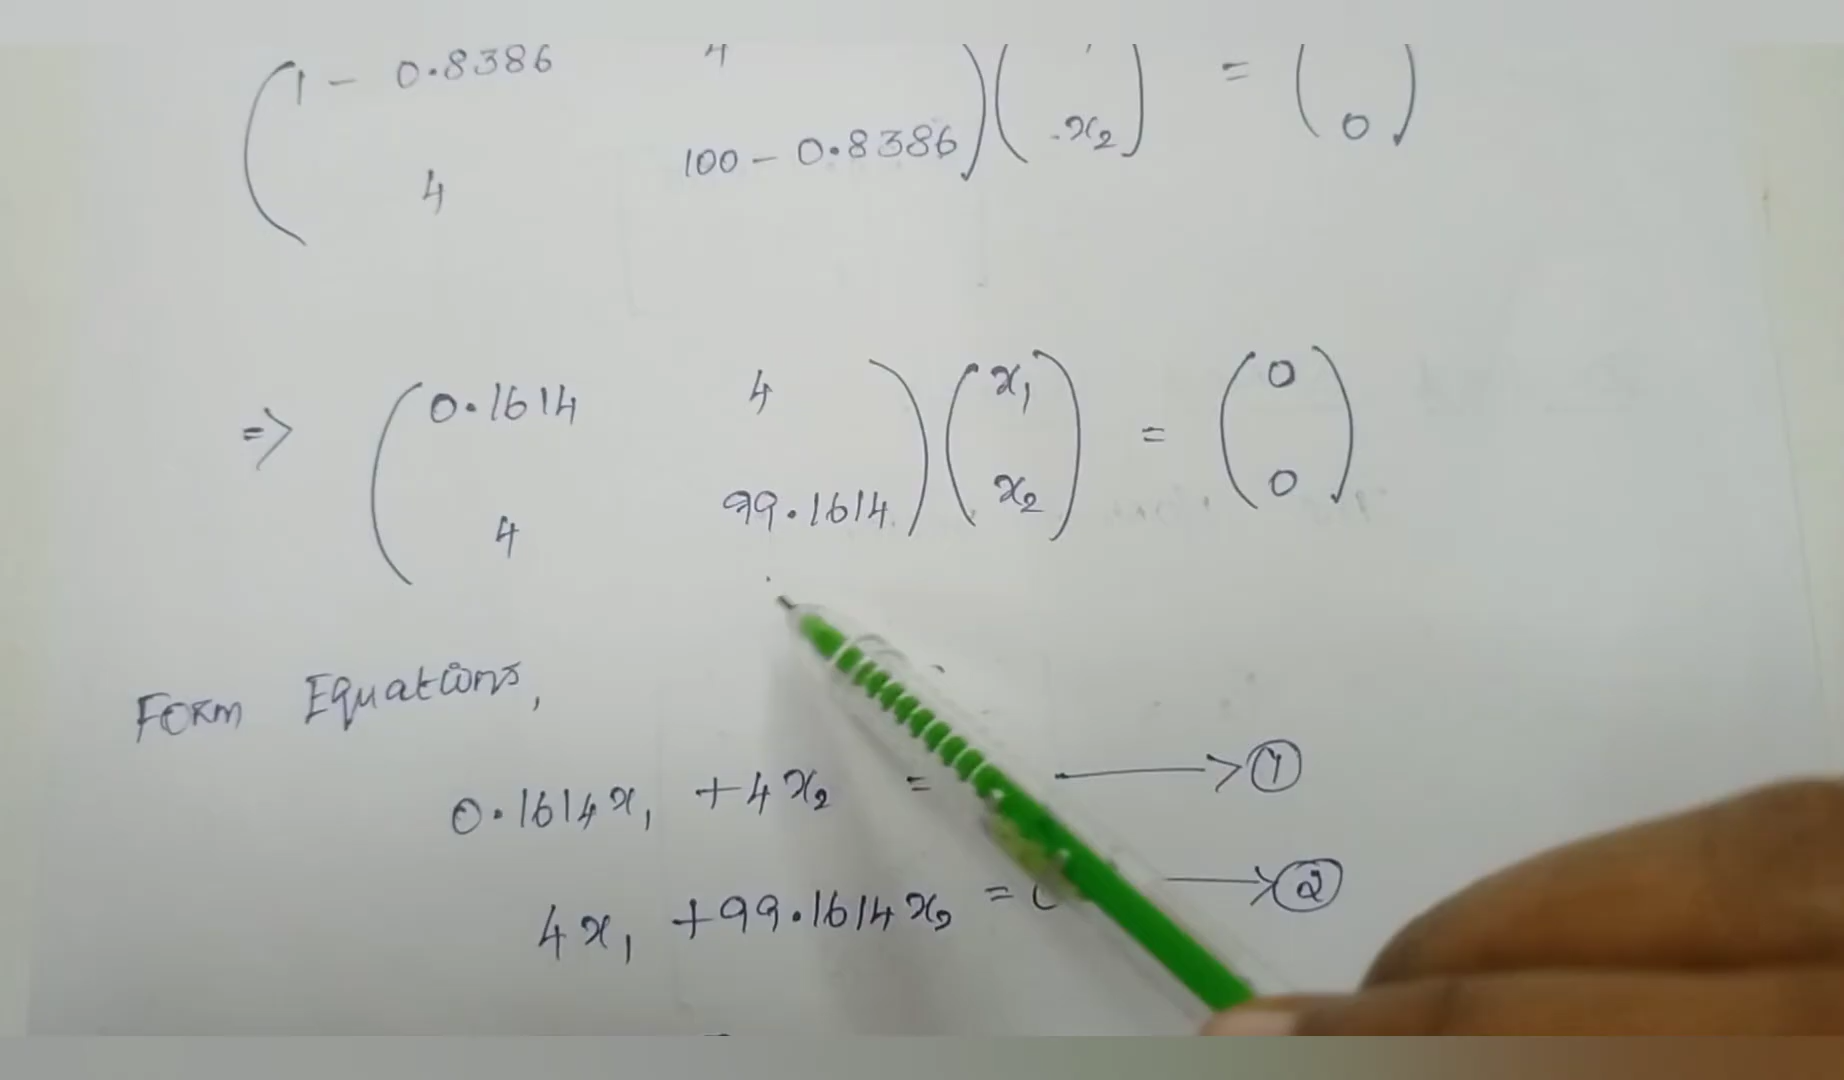 1 - 0.8386 4
100 - 0.8386 x2 = 0
4
=> 0.1614 4 x1 = 0
4 99.1614 x2 0
Form Equations,
0.1614x1 + 4x2 = → 1
4x1 + 99.1614x2 = → 2